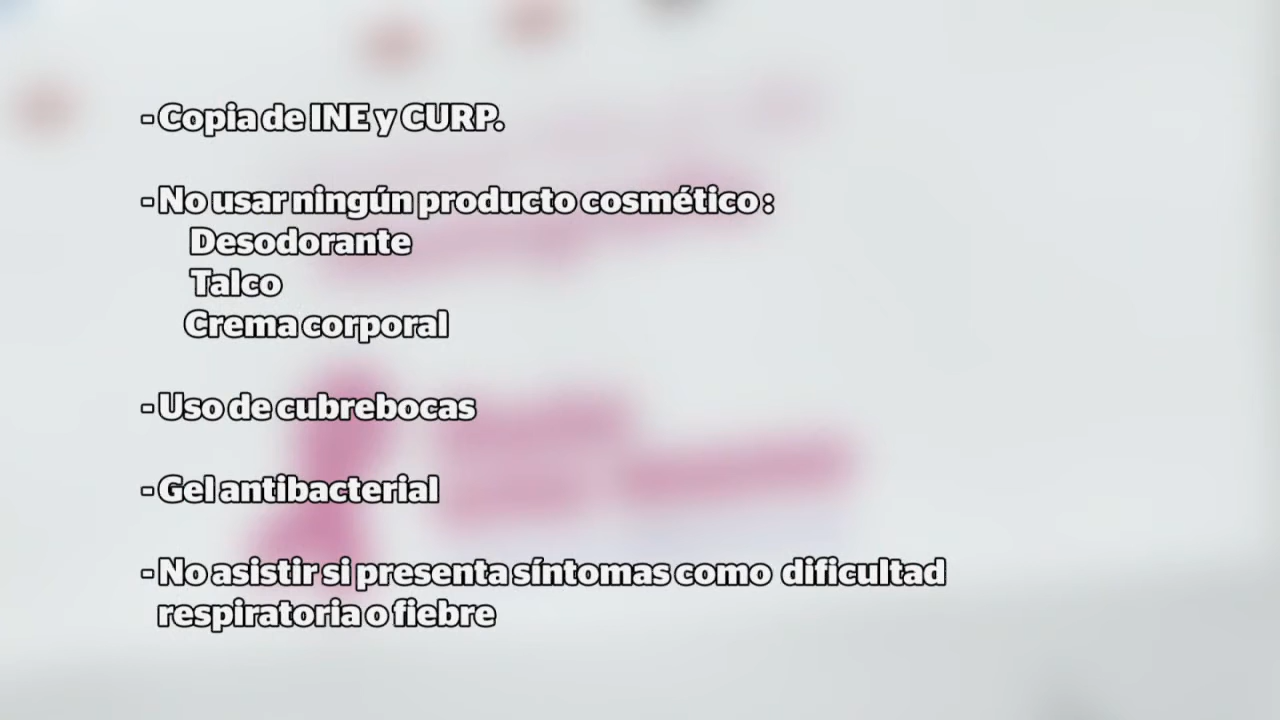 - Copia de INE y CURP.
- No usar ningún producto cosmético :
Desodorante
Talco
Crema corporal
- Uso de cubrebocas
- Gel antibacterial
- No asistir si presenta síntomas como dificultad
respiratoria o fiebre